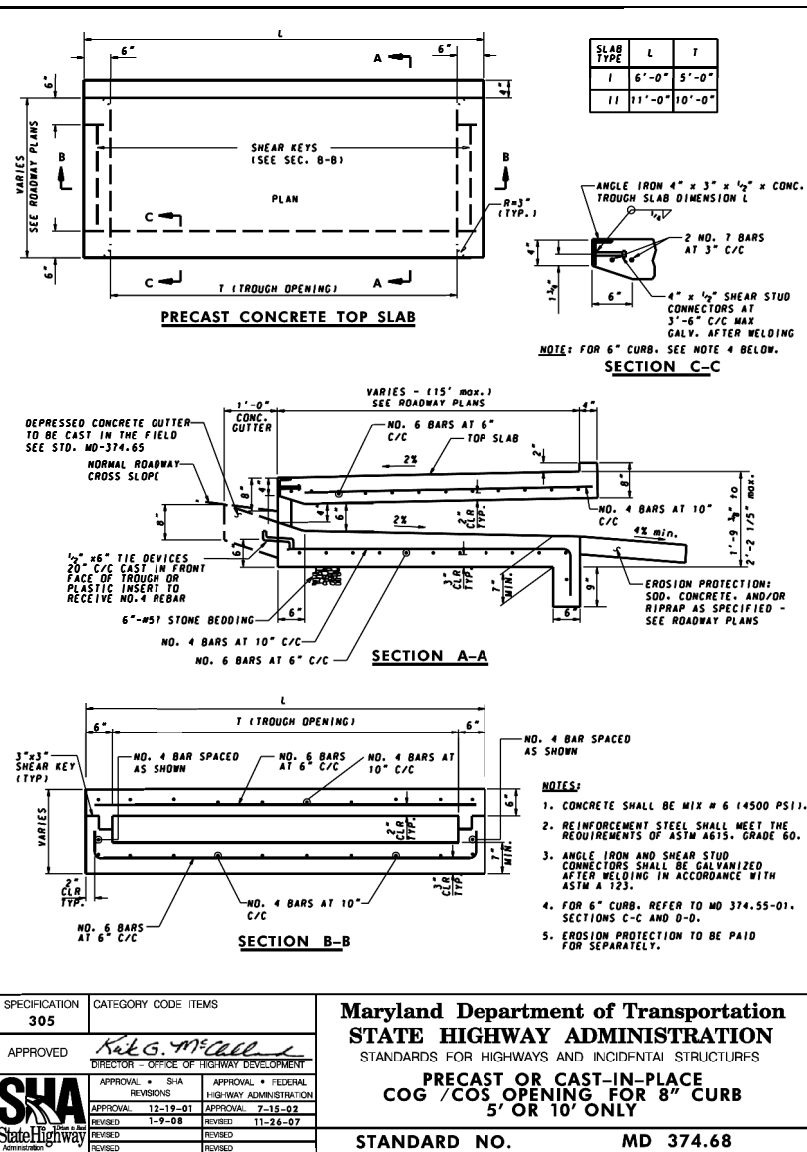 L
6"
A
6"
4"
6"
VARIES
SEE ROADWAY PLANS
SHEAR KEYS
(SEE SEC. B-B)
B
B
PLAN
R=3"
(TYP.)
C
6"
C
T (TROUGH OPENING)
A
PRECAST CONCRETE TOP SLAB
SLAB TYPE L T
I 6'-0" 5'-0"
II 11'-0" 10'-0"
ANGLE IRON 4" x 3" x 1/2" x CONC.
TROUGH SLAB DIMENSION L
2 NO. 7 BARS
AT 3" C/C
4"
6"
4" x 1/2" SHEAR STUD
CONNECTORS AT
3'-6" C/C MAX
GALV. AFTER WELDING
NOTE: FOR 6" CURB. SEE NOTE 4 BELOW.
SECTION C-C
VARIES - (15' max.)
SEE ROADWAY PLANS
4"
1'-0"
CONC.
GUTTER
DEPRESSED CONCRETE GUTTER
TO BE CAST IN THE FIELD
SEE STD. MD-374.65
NORMAL ROADWAY
CROSS SLOPE
NO. 6 BARS AT 6"
C/C
TOP SLAB
2%
2"
8"
8"
4"
NO. 4 BARS AT 10"
C/C
8"
4"
6"
2%
2"
CLR
TYP.
4% min.
1'-9 3/8" to
2'-2 1/5" max.
1/2" x6" TIE DEVICES
20" C/C CAST IN FRONT
FACE OF TROUGH OR
PLASTIC INSERT TO
RECEIVE NO.4 REBAR
6"
6"-#57 STONE BEDDING
6"
3"
CLR
TYP.
7"
MIN.
9"
6"
EROSION PROTECTION:
SOD. CONCRETE. AND/OR
RIPRAP AS SPECIFIED -
SEE ROADWAY PLANS
NO. 4 BARS AT 10" C/C
NO. 6 BARS AT 6" C/C
SECTION A-A
L
6"
T (TROUGH OPENING)
6"
3"x3"
SHEAR KEY
(TYP)
NO. 4 BAR SPACED
AS SHOWN
NO. 6 BARS
AT 6" C/C
NO. 4 BARS AT
10" C/C
NO. 4 BAR SPACED
AS SHOWN
VARIES
6"
2"
CLR
TYP.
7"
MIN.
2"
CLR
TYP.
3"
CLR
TYP.
NO. 6 BARS
AT 6" C/C
NO. 4 BARS AT 10"
C/C
SECTION B-B
NOTES:
1. CONCRETE SHALL BE MIX # 6 (4500 PSI).
2. REINFORCEMENT STEEL SHALL MEET THE
REQUIREMENTS OF ASTM A615. GRADE 60.
3. ANGLE IRON AND SHEAR STUD
CONNECTORS SHALL BE GALVANIZED
AFTER WELDING IN ACCORDANCE WITH
ASTM A 123.
4. FOR 6" CURB. REFER TO MD 374.55-01.
SECTIONS C-C AND D-D.
5. EROSION PROTECTION TO BE PAID
FOR SEPARATELY.
SPECIFICATION
305
CATEGORY CODE ITEMS
APPROVED
Kirk G. McClelland
DIRECTOR - OFFICE OF HIGHWAY DEVELOPMENT
SHA
Driven to Excel
StateHighway
Administration
APPROVAL • SHA
REVISIONS
APPROVAL • FEDERAL
HIGHWAY ADMINISTRATION
APPROVAL 12-19-01
APPROVAL 7-15-02
REVISED 1-9-08
REVISED 11-26-07
REVISED
REVISED
REVISED
REVISED
Maryland Department of Transportation
STATE HIGHWAY ADMINISTRATION
STANDARDS FOR HIGHWAYS AND INCIDENTAL STRUCTURES
PRECAST OR CAST-IN-PLACE
COG /COS OPENING FOR 8" CURB
5' OR 10' ONLY
STANDARD NO. MD 374.68